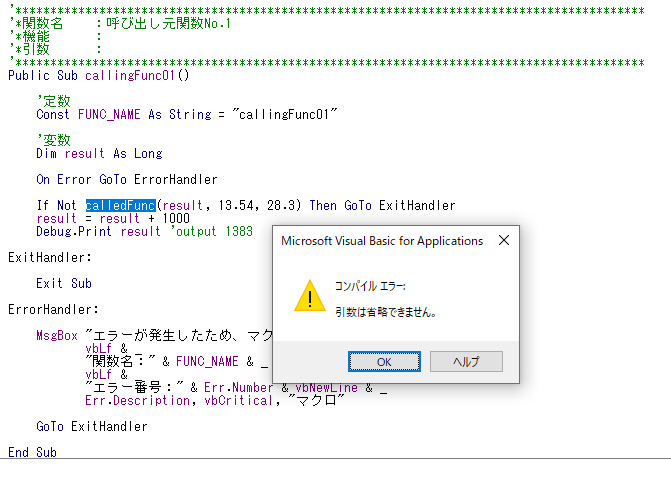 '******************************************************************************
'*関数名　　：呼び出し元関数No.1
'*機能　　　：
'*引数　　　：
'******************************************************************************
Public Sub callingFunc01()
'定数
Const FUNC_NAME As String = "callingFunc01"
'変数
Dim result As Long
On Error GoTo ErrorHandler
If Not calledFunc(result, 13.54, 28.3) Then GoTo ExitHandler
result = result + 1000
Debug.Print result 'output 1383
ExitHandler:
Exit Sub
ErrorHandler:
MsgBox "エラーが発生したため、マク
vbLf & _
"関数名：" & FUNC_NAME & _
vbLf & _
"エラー番号：" & Err.Number & vbNewLine & _
Err.Description, vbCritical, "マクロ"
GoTo ExitHandler
End Sub
Microsoft Visual Basic for Applications
コンパイル エラー:
引数は省略できません。
OK
ヘルプ